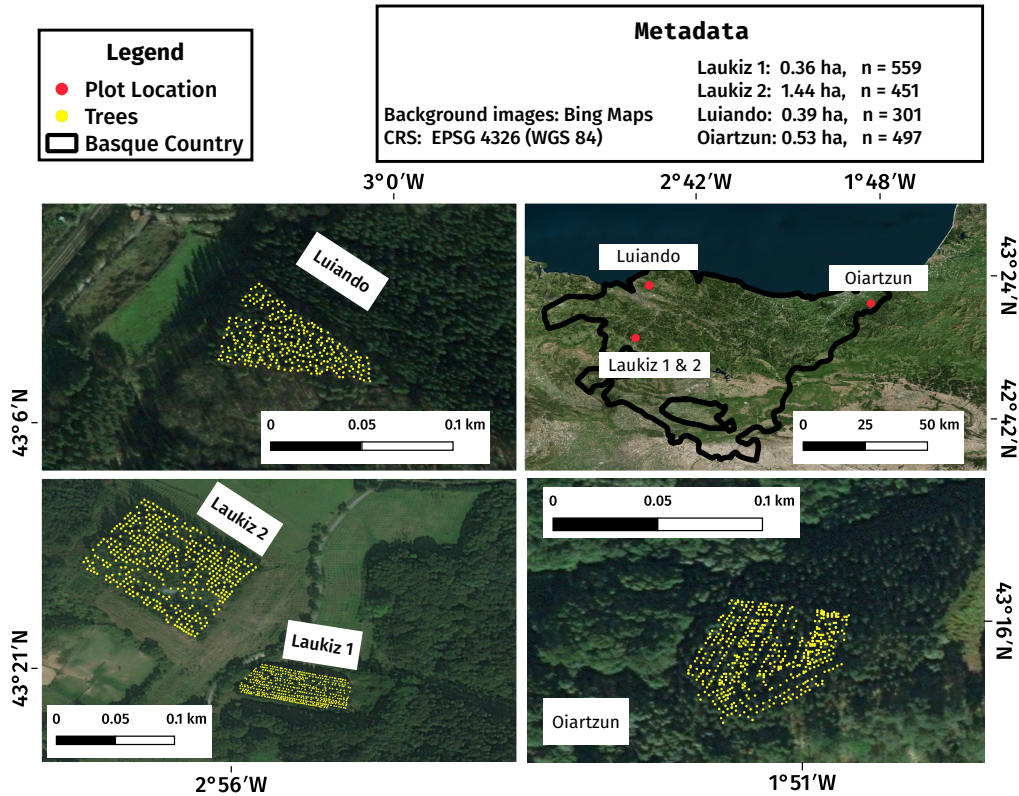 Legend
Plot Location
Trees
Basque Country
Metadata
Background images: Bing Maps
CRS: EPSG 4326 (WGS 84)
Laukiz 1: 0.36 ha, n = 559
Laukiz 2: 1.44 ha, n = 451
Luiando: 0.39 ha, n = 301
Oiartzun: 0.53 ha, n = 497
3°0′W
2°42′W
1°48′W
Luiando
43°6′N
0 0.05 0.1 km
Luiando
Oiartzun
Laukiz 1 & 2
0 25 50 km
43°24′N
42°42′N
Laukiz 2
Laukiz 1
43°21′N
0 0.05 0.1 km
2°56′W
0 0.05 0.1 km
Oiartzun
43°16′N
1°51′W